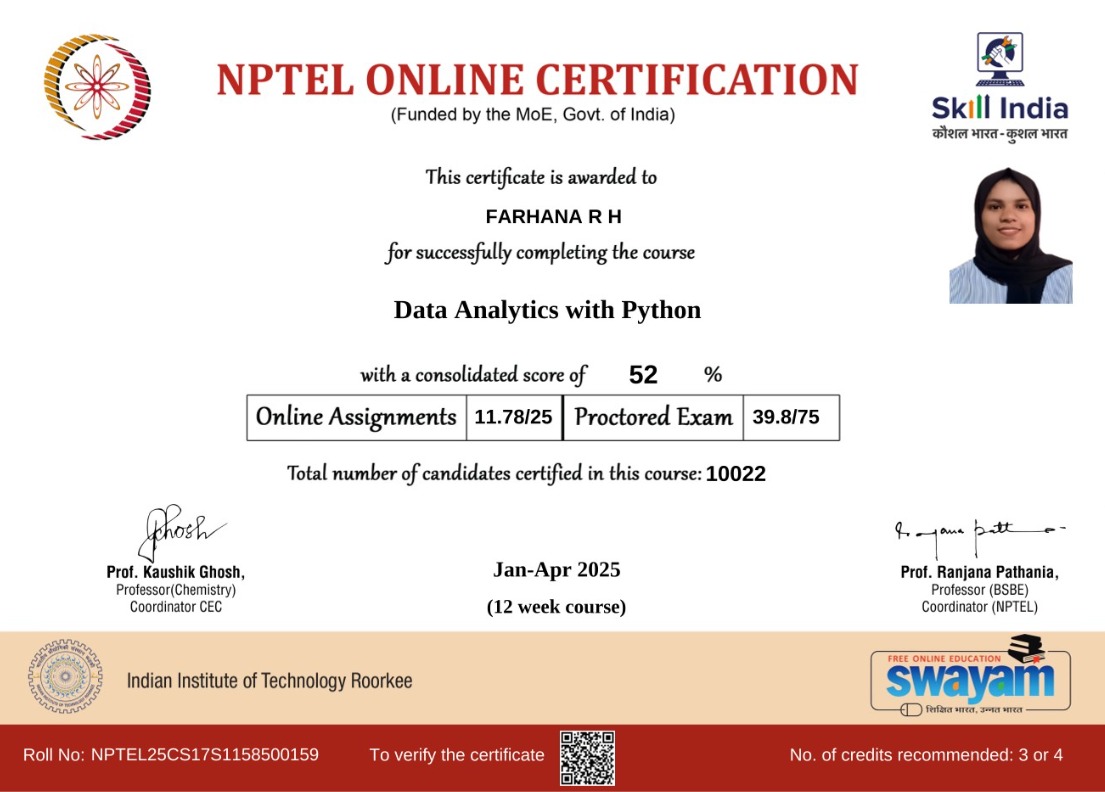 NPTEL ONLINE CERTIFICATION
(Funded by the MoE, Govt. of India)
Skill India
कौशल भारत - कुशल भारत
This certificate is awarded to
FARHANA R H
for successfully completing the course
Data Analytics with Python
with a consolidated score of 52 %
Online Assignments 11.78/25 Proctored Exam 39.8/75
Total number of candidates certified in this course: 10022
Ghosh
Prof. Kaushik Ghosh,
Professor(Chemistry)
Coordinator CEC
Jan-Apr 2025
(12 week course)
Prof. Ranjana Pathania,
Professor (BSBE)
Coordinator (NPTEL)
Indian Institute of Technology Roorkee
FREE ONLINE EDUCATION
swayam
शिक्षित भारत, उन्नत भारत
Roll No: NPTEL25CS17S1158500159
To verify the certificate
No. of credits recommended: 3 or 4